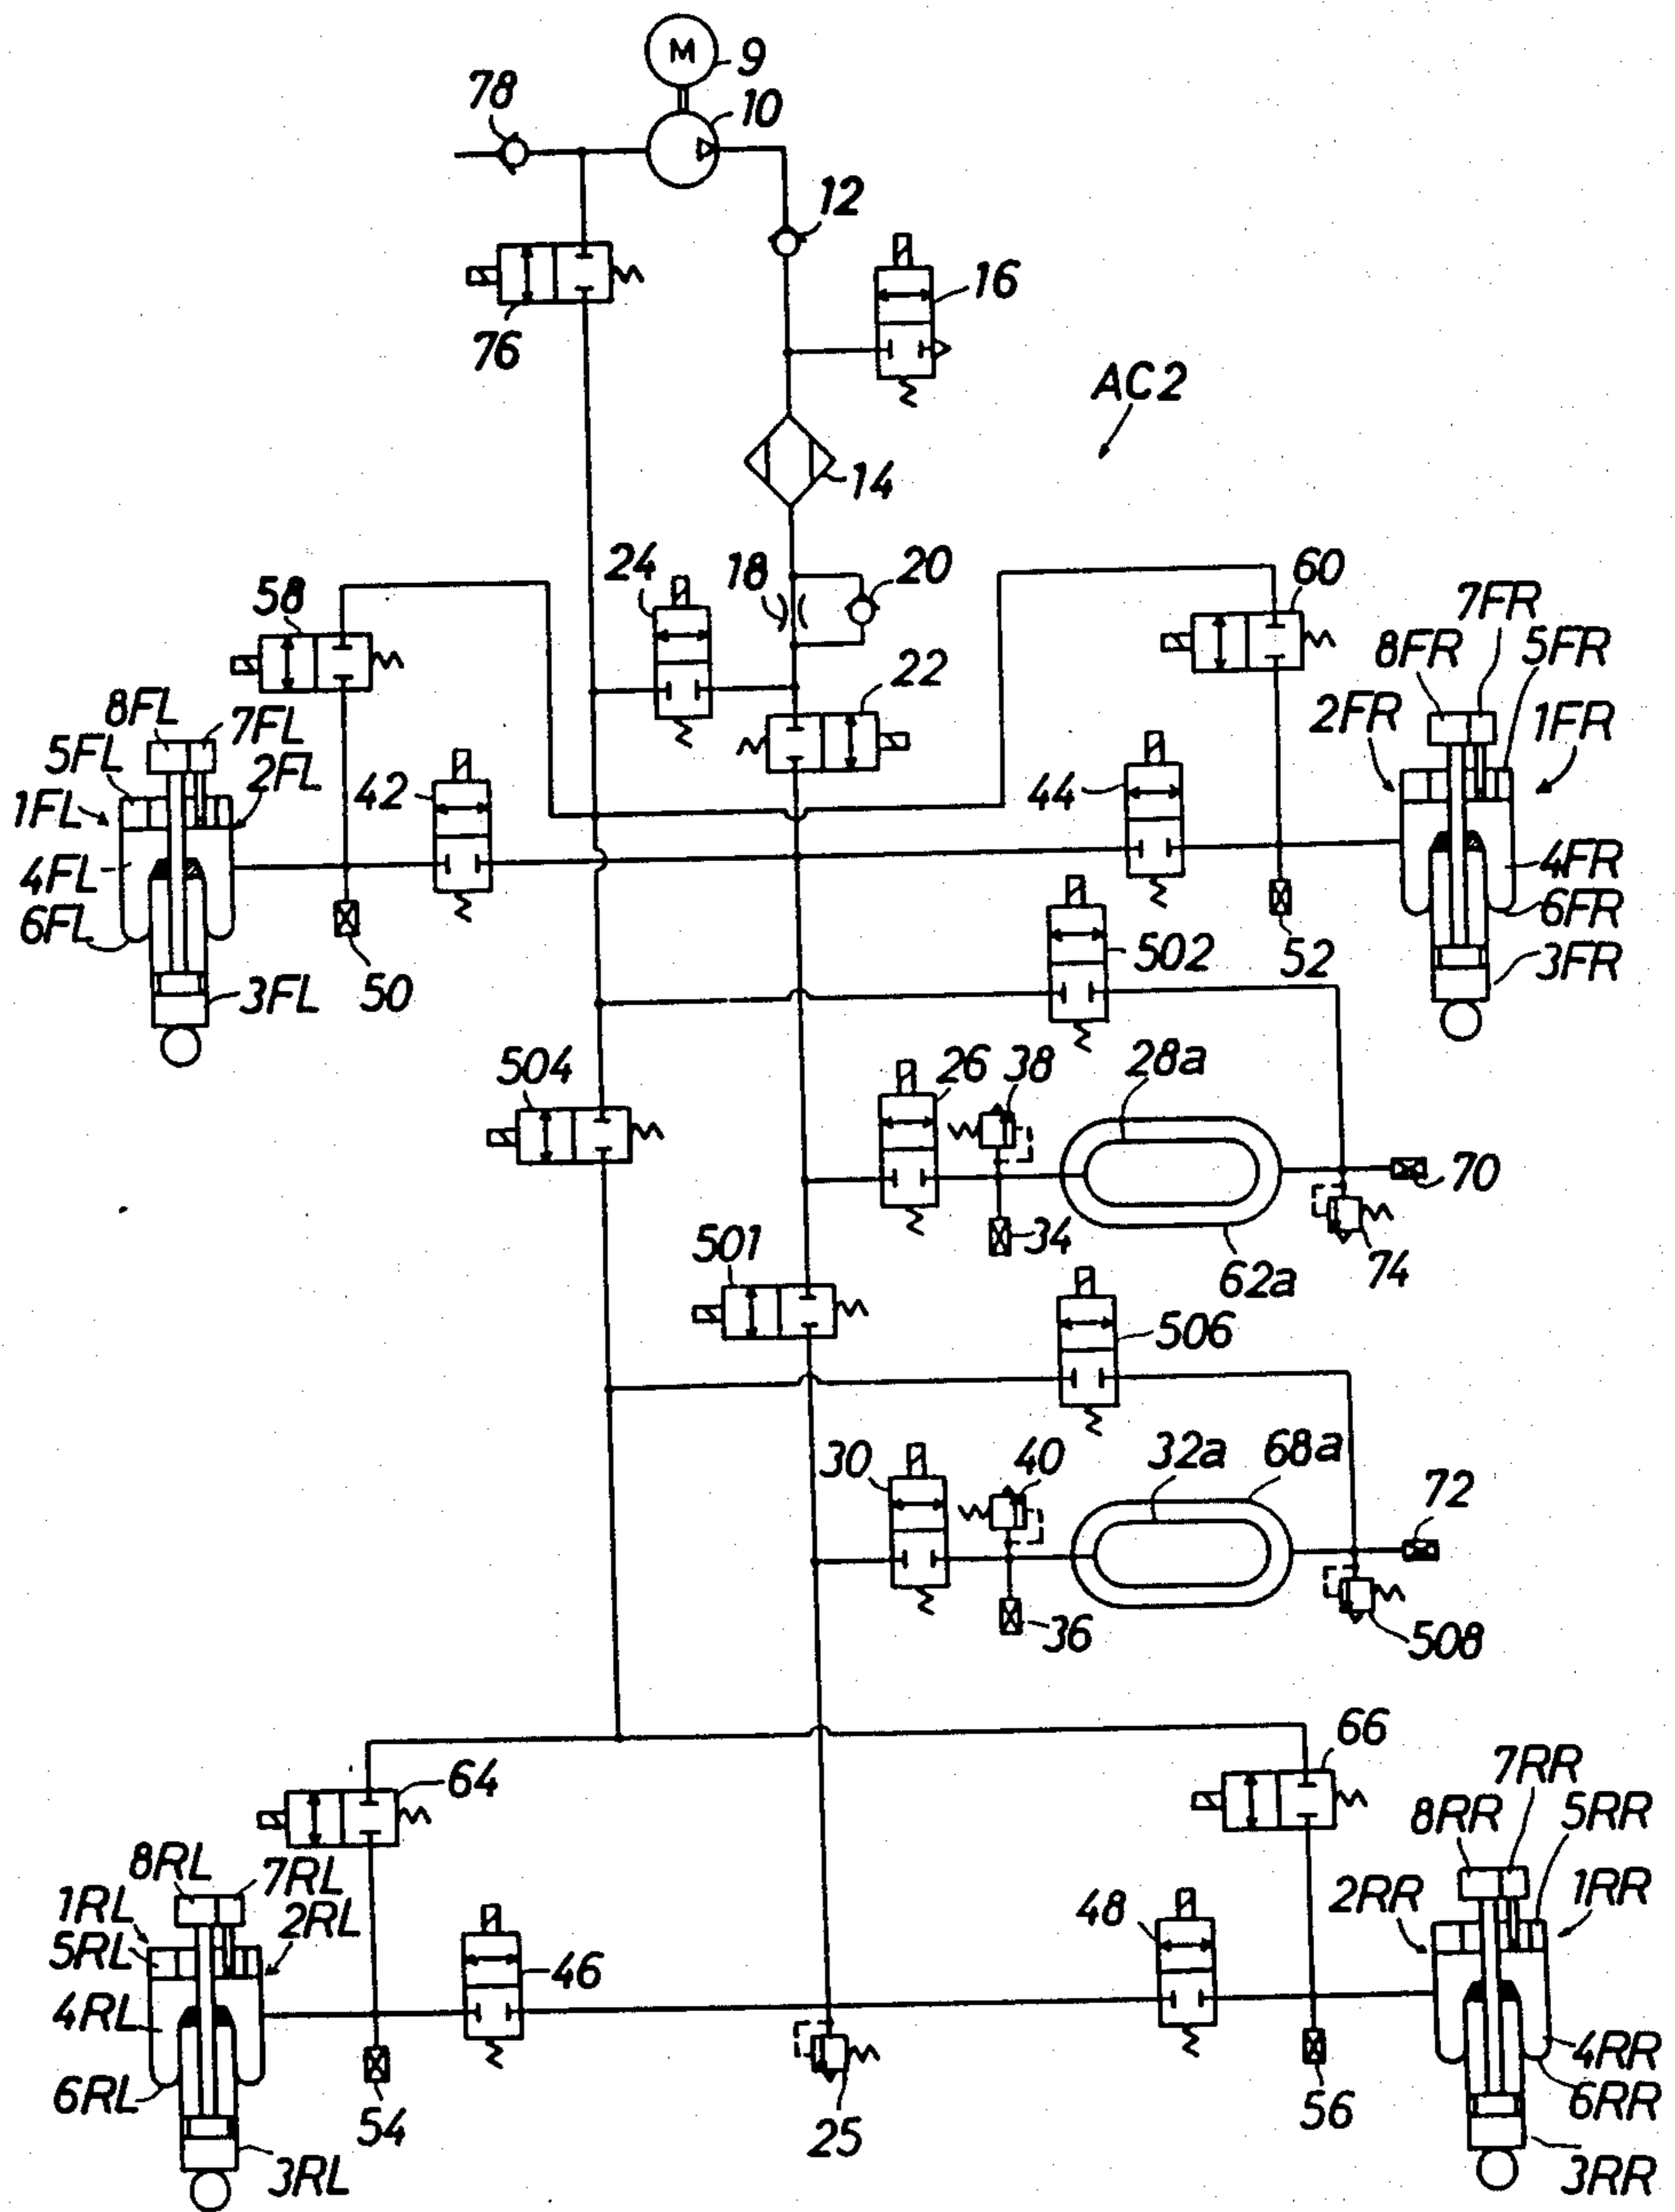 M
9
78
10
12
16
76
AC2
14
24
18
20
60
58
7FR
8FR
5FR
22
8FL
7FL
2FR
1FR
5FL
2FL
42
44
1FL
4FL
4FR
6FL
6FR
502
52
3FL
50
3FR
504
26
38
28a
70
501
34
62a
74
506
30
40
32a
68a
72
36
508
66
64
7RR
8RR
5RR
8RL
7RL
1RL
2RL
48
2RR
1RR
5RL
46
4RL
4RR
6RL
54
25
56
6RR
3RL
3RR